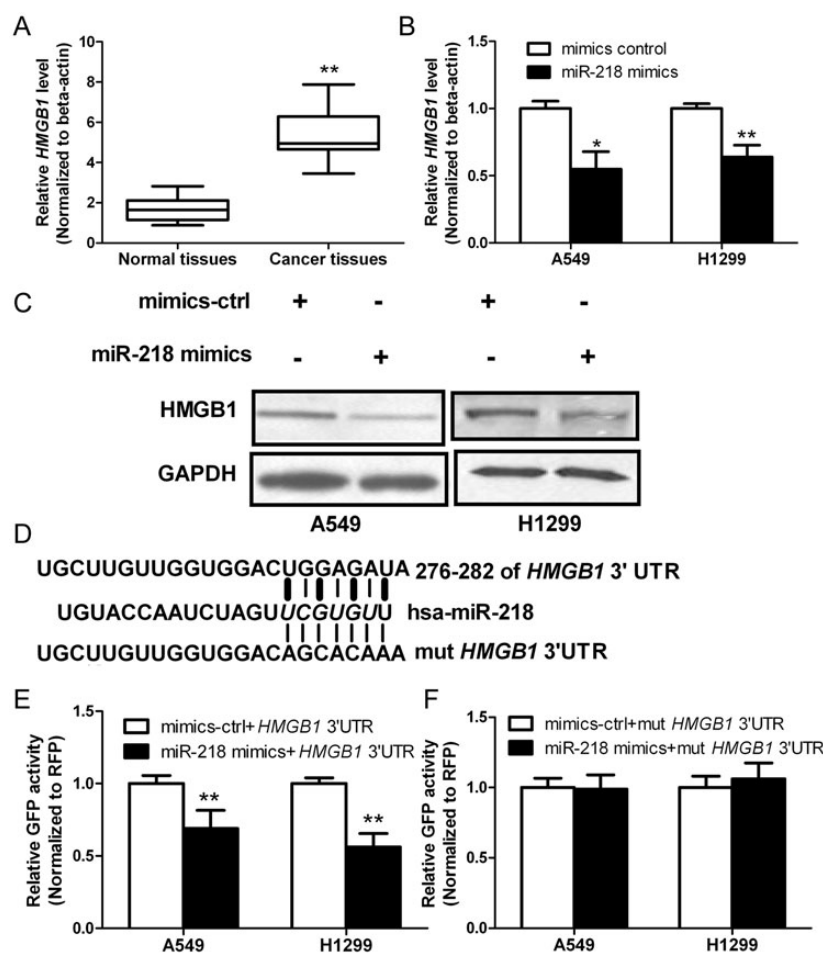 A
Relative HMGB1 level
(Normalized to beta-actin)
10
8
6
4
2
0
**
Normal tissues
Cancer tissues
B
Relative HMGB1 level
(Normalized to beta-actin)
1.5
1.0
0.5
0.0
mimics control
miR-218 mimics
*
**
A549
H1299
C
mimics-ctrl + - + -
miR-218 mimics - + - +
HMGB1
GAPDH
A549
H1299
D
UGCUUGUUGGUGGACUGGAGAUA 276-282 of HMGB1 3' UTR
UGUACCAAUCUAGUUCGUGUU hsa-miR-218
UGCUUGUUGGUGGACAGCACAAA mut HMGB1 3'UTR
E
Relative GFP activity
(Normalized to RFP)
1.5
1.0
0.5
0.0
mimics-ctrl+HMGB1 3'UTR
miR-218 mimics+HMGB1 3'UTR
**
**
A549
H1299
F
Relative GFP activity
(Normalized to RFP)
1.5
1.0
0.5
0.0
mimics-ctrl+mut HMGB1 3'UTR
miR-218 mimics+mut HMGB1 3'UTR
A549
H1299